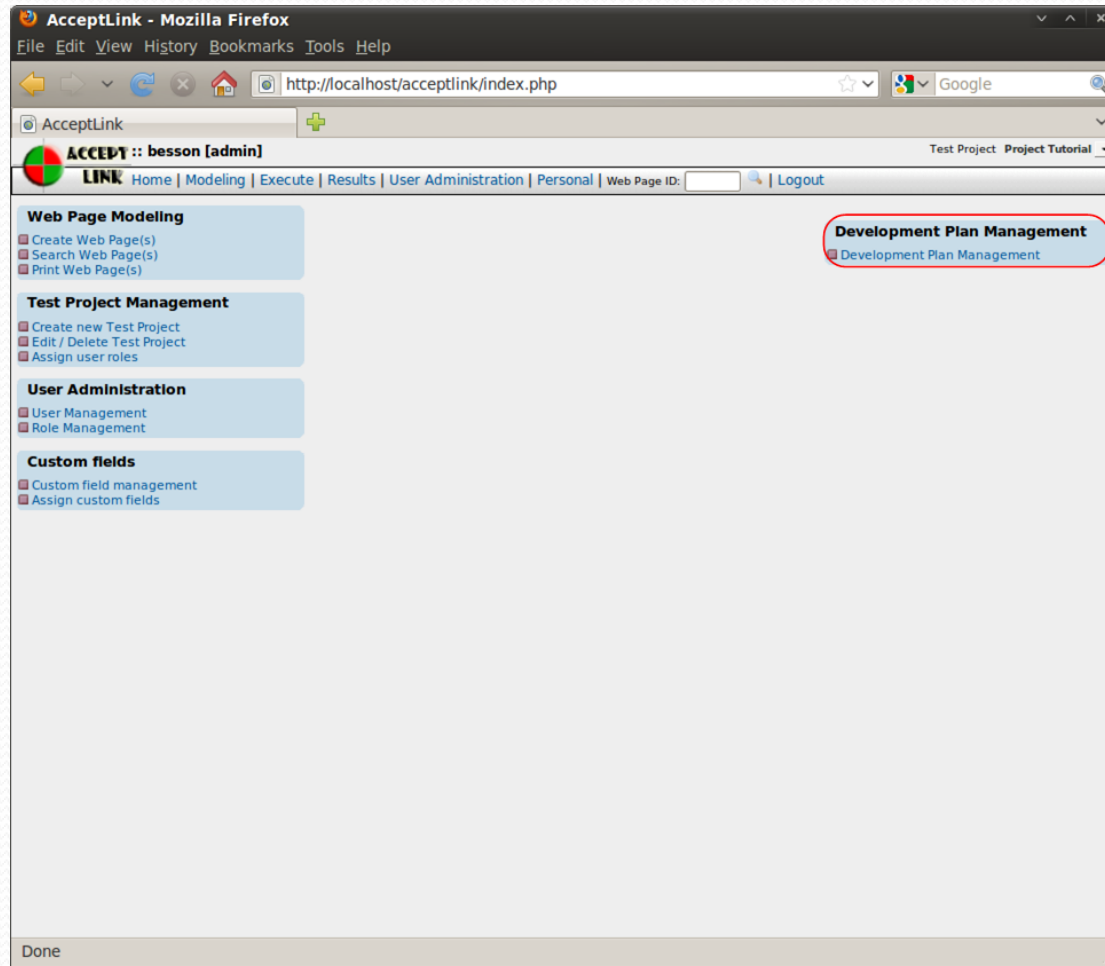 AcceptLink - Mozilla Firefox
File Edit View History Bookmarks Tools Help
http://localhost/acceptlink/index.php
Google
AcceptLink
ACCEPT LINK
:: besson [admin]
Test Project Project Tutorial
Home | Modeling | Execute | Results | User Administration | Personal | Web Page ID: | Logout
Web Page Modeling
Create Web Page(s)
Search Web Page(s)
Print Web Page(s)
Test Project Management
Create new Test Project
Edit / Delete Test Project
Assign user roles
User Administration
User Management
Role Management
Custom fields
Custom field management
Assign custom fields
Development Plan Management
Development Plan Management
Done